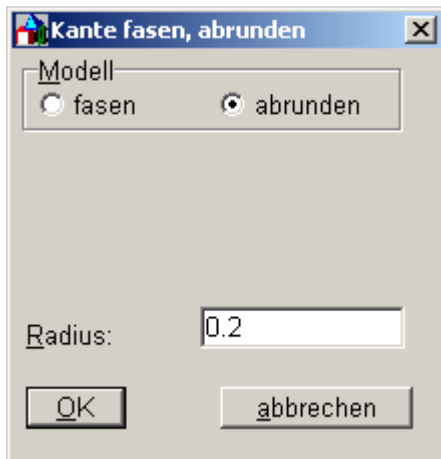 Kante fasen, abrunden
Modell
fasen abrunden
Radius: 0.2
OK abbrechen